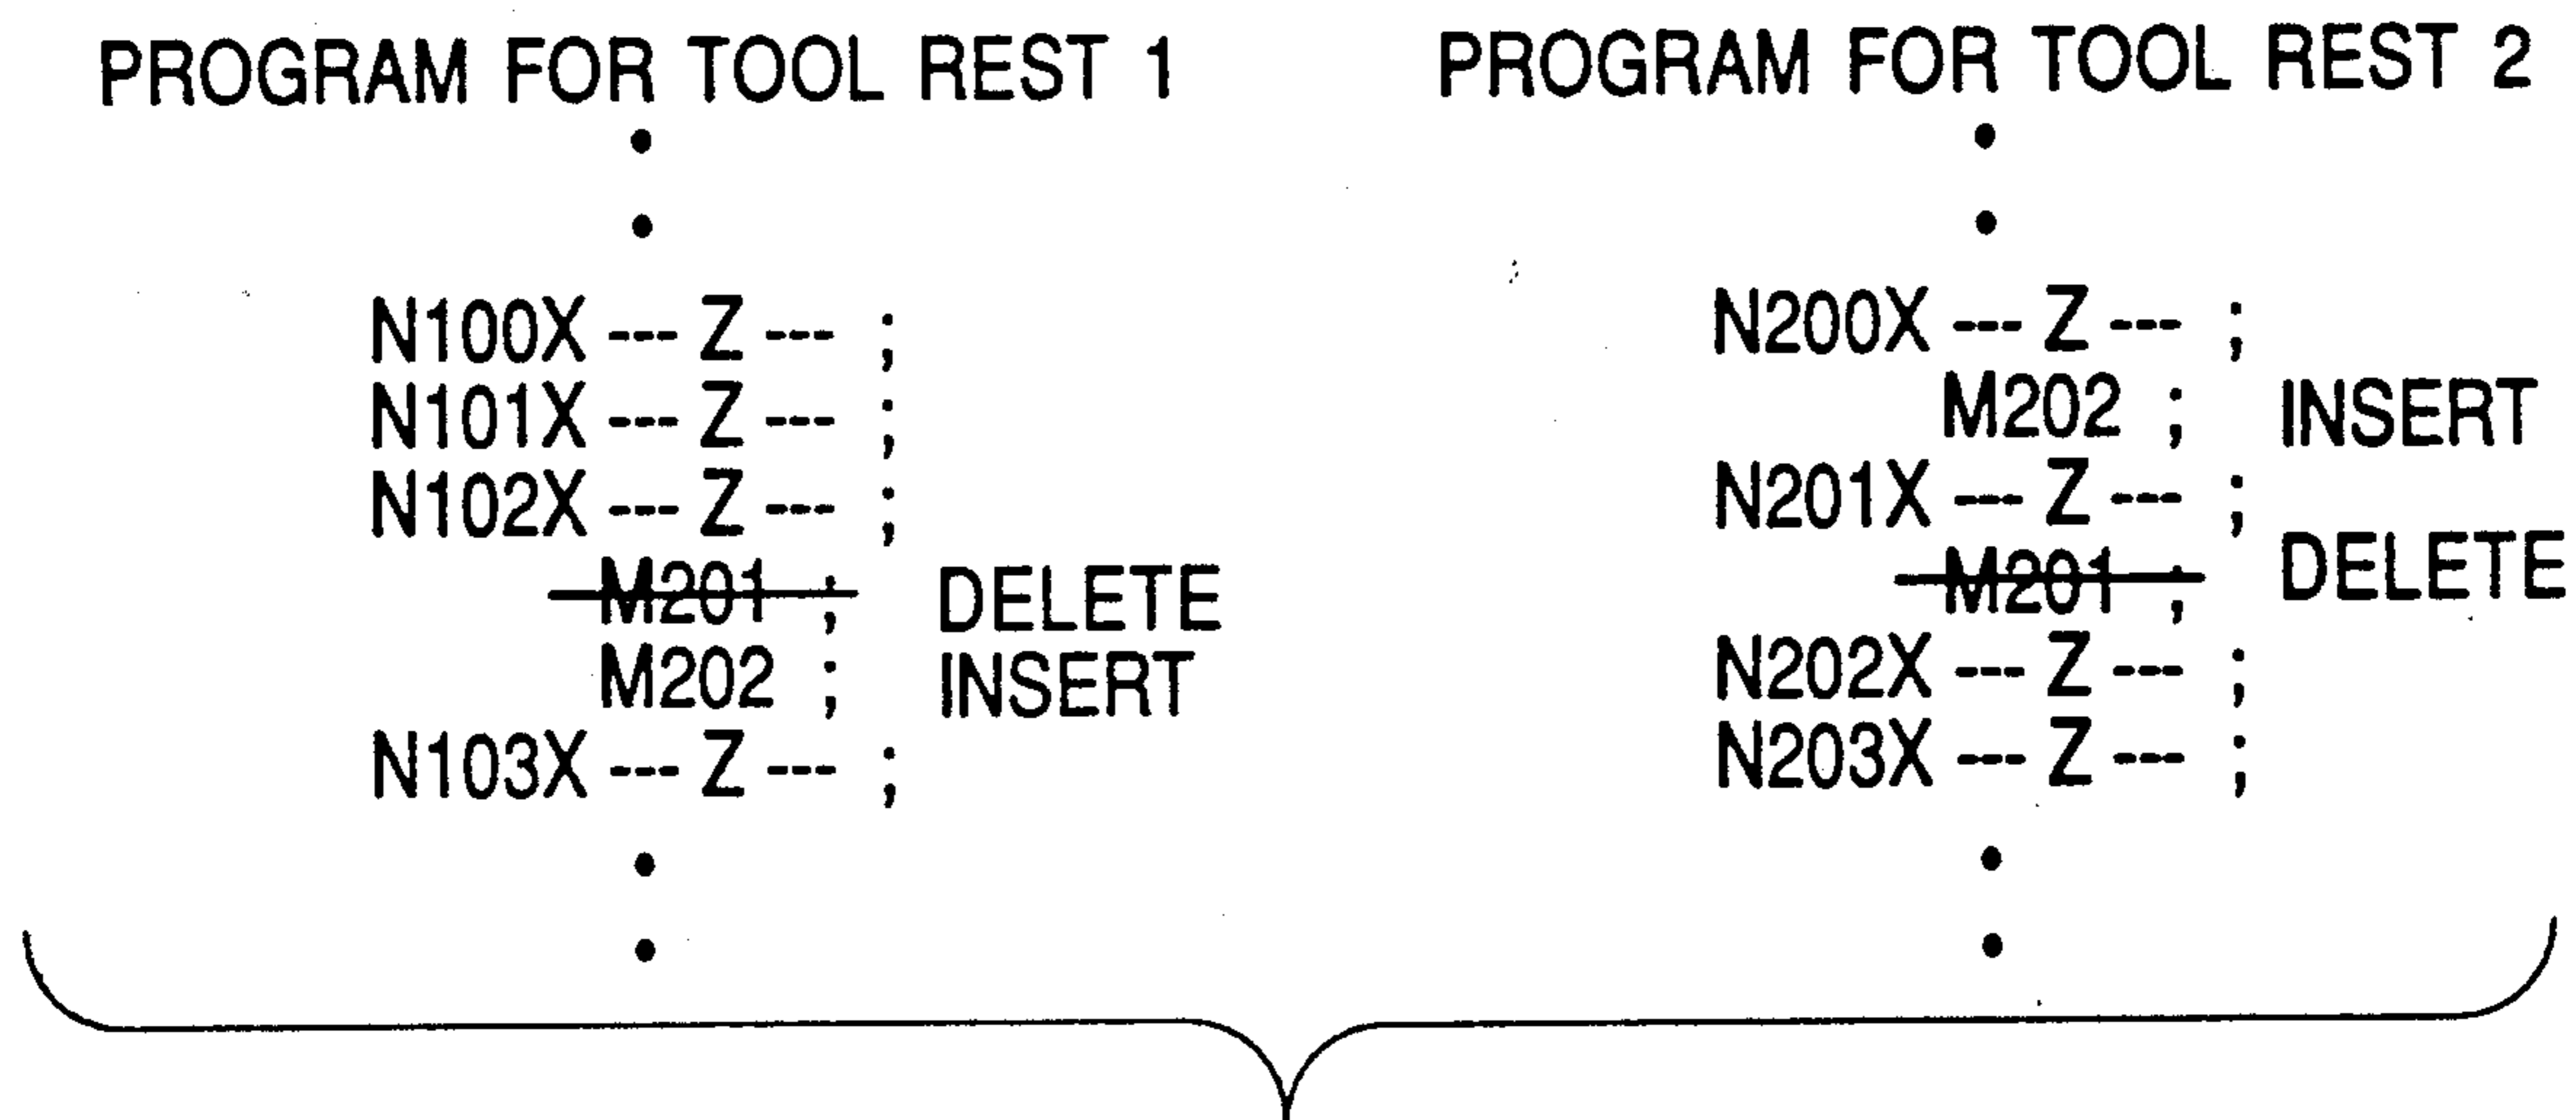 PROGRAM FOR TOOL REST 1
N100X --- Z --- ;
N101X --- Z --- ;
N102X --- Z --- ;
M201 ; DELETE
M202 ; INSERT
N103X --- Z --- ;
PROGRAM FOR TOOL REST 2
N200X --- Z --- ;
M202 ; INSERT
N201X --- Z --- ;
M201 ; DELETE
N202X --- Z --- ;
N203X --- Z --- ;